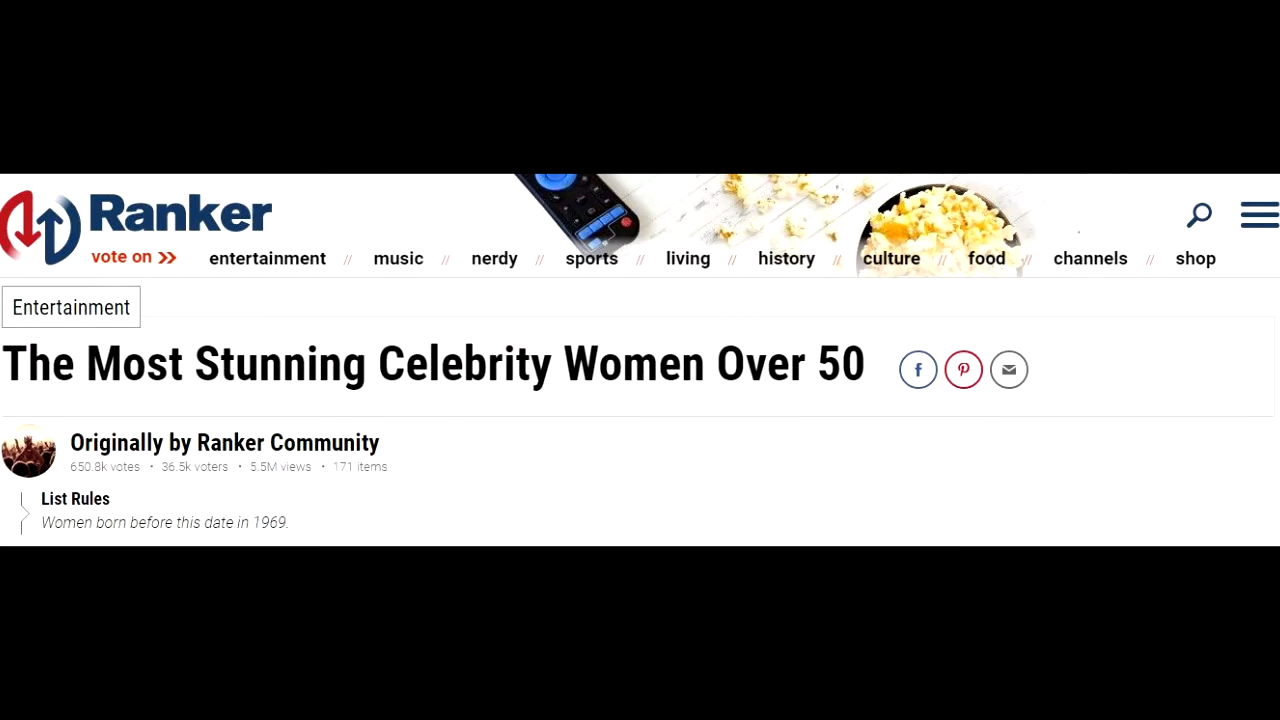 Ranker
vote on
entertainment // music // nerdy // sports // living // history // culture // food // channels // shop
Entertainment
The Most Stunning Celebrity Women Over 50
Originally by Ranker Community
650.8k votes • 36.5k voters • 5.5M views • 171 items
List Rules
Women born before this date in 1969.